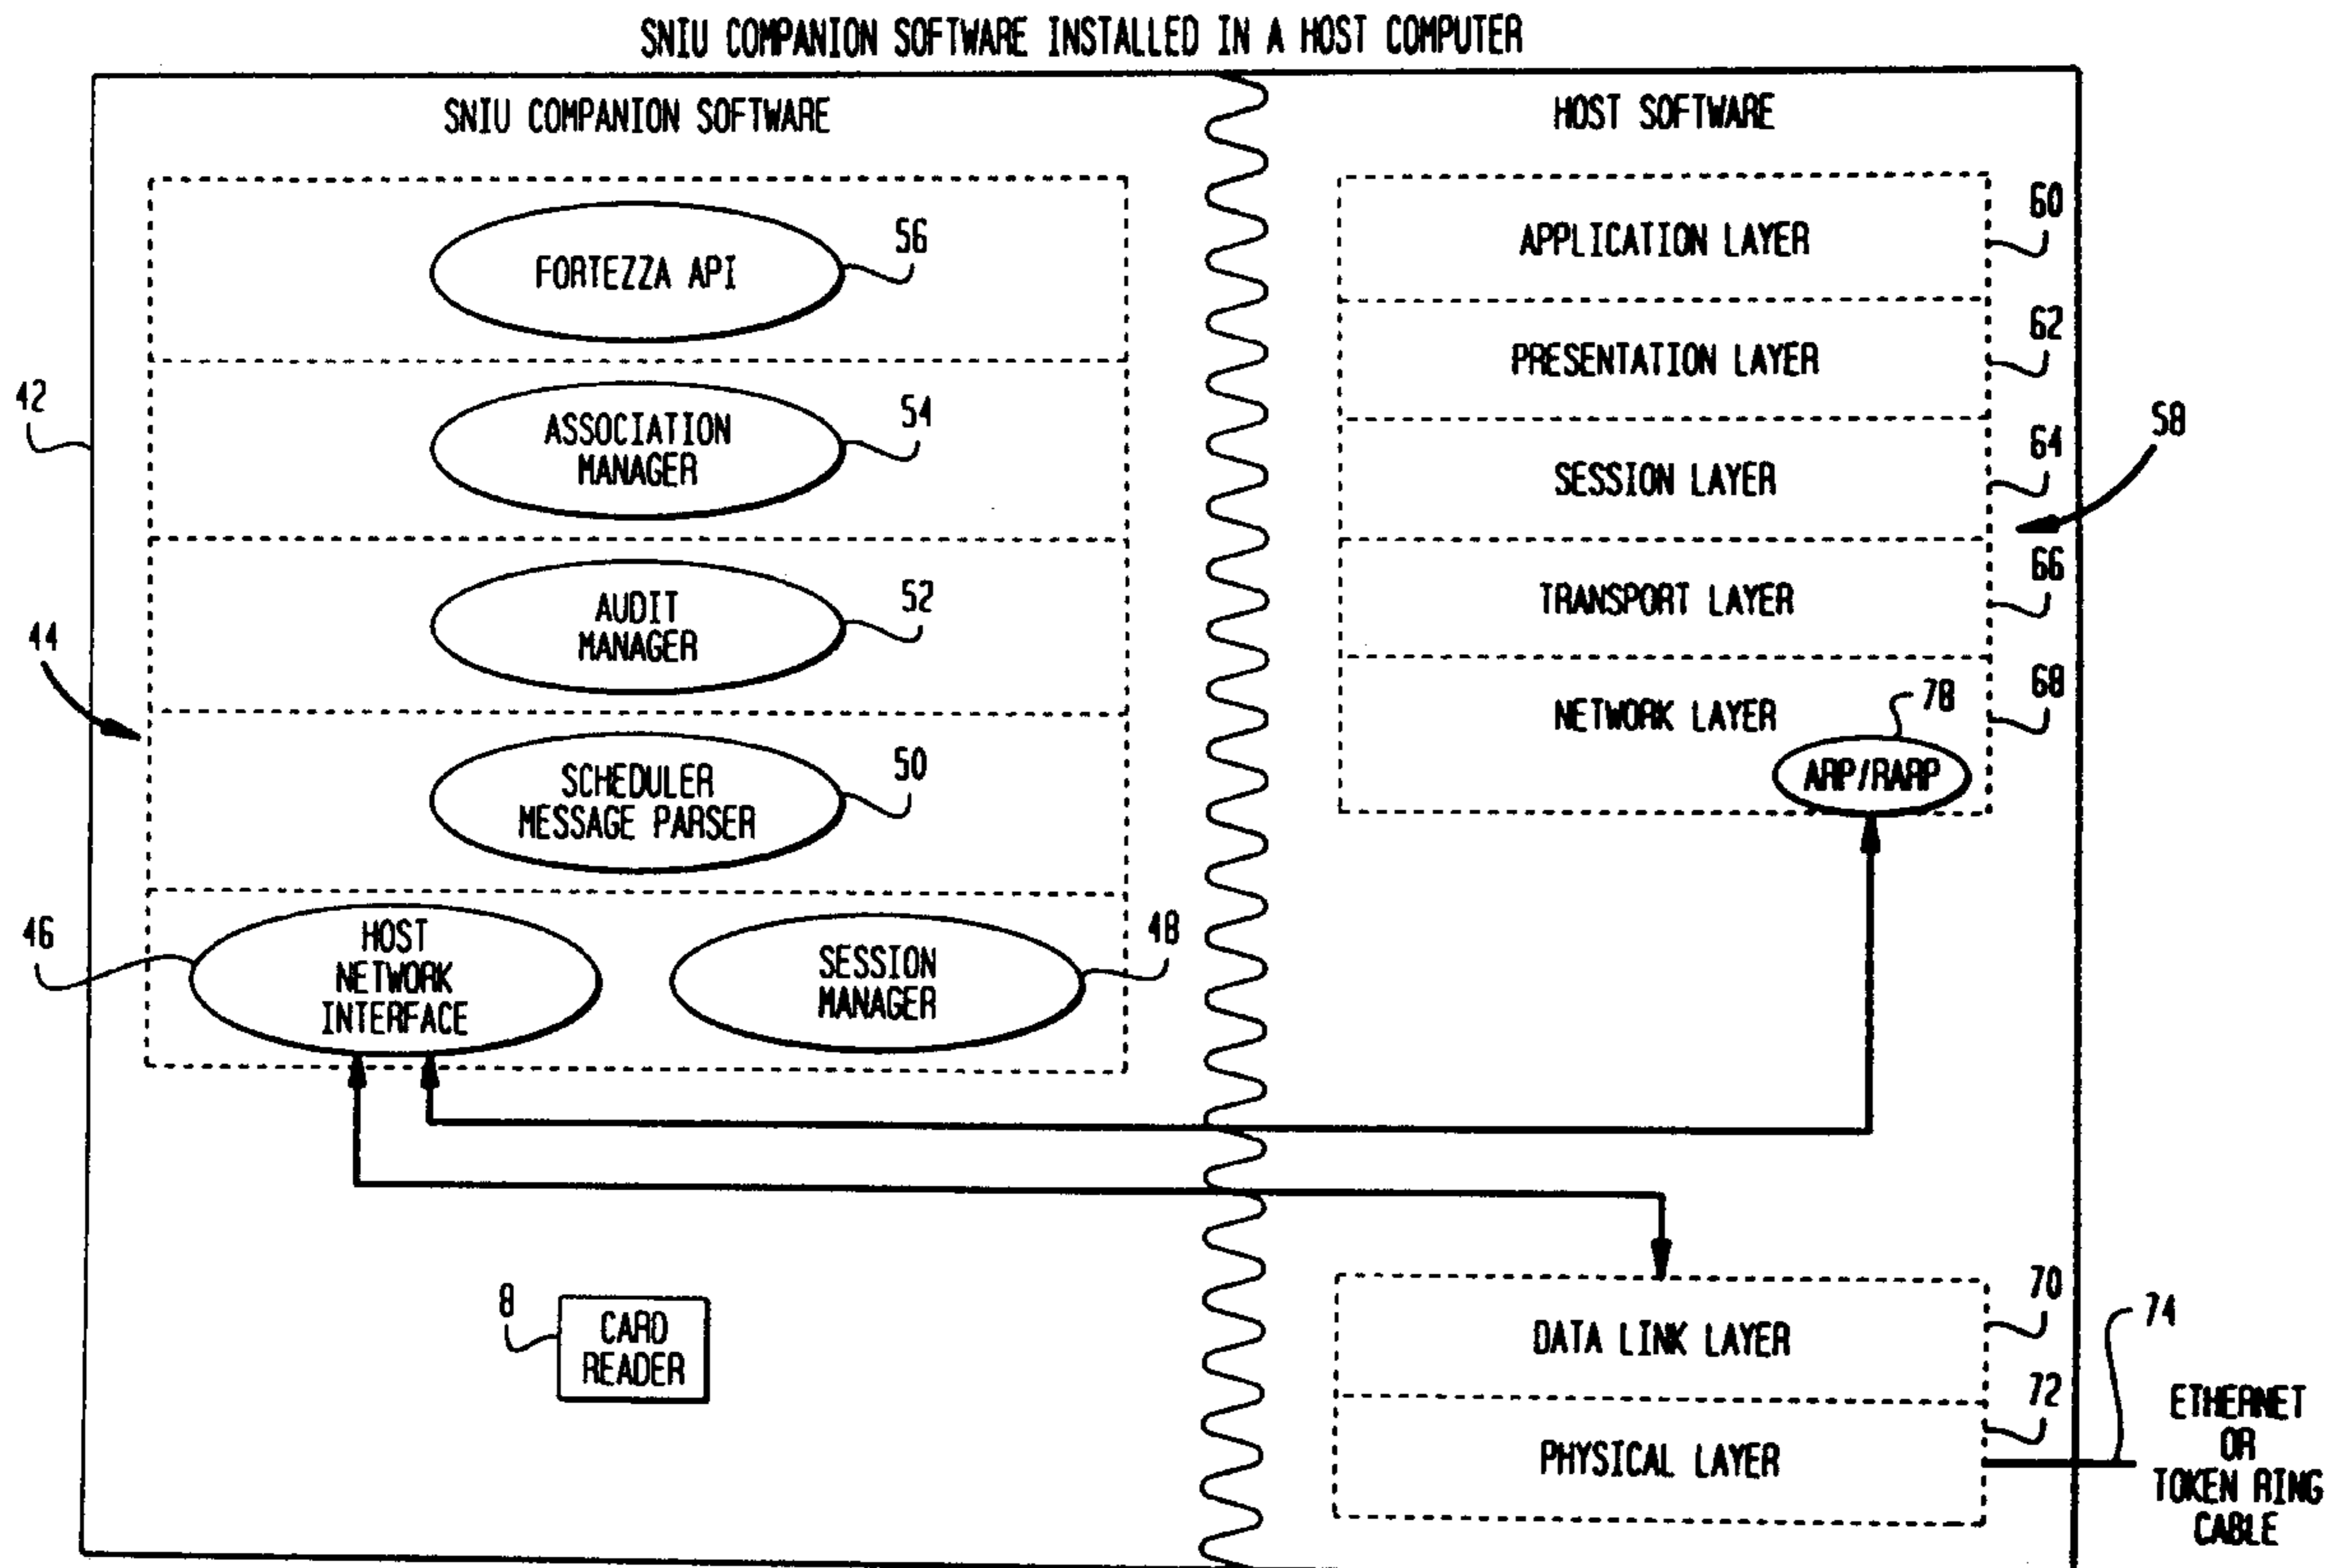 SNIU COMPANION SOFTWARE INSTALLED IN A HOST COMPUTER
SNIU COMPANION SOFTWARE
HOST SOFTWARE
42
44
FORTEZZA API
56
ASSOCIATION
MANAGER
54
AUDIT
MANAGER
52
SCHEDULER
MESSAGE PARSER
50
46
HOST
NETWORK
INTERFACE
SESSION
MANAGER
48
8
CARD
READER
APPLICATION LAYER
60
PRESENTATION LAYER
62
SESSION LAYER
64
58
TRANSPORT LAYER
66
NETWORK LAYER
68
78
ARP/RARP
DATA LINK LAYER
70
PHYSICAL LAYER
72
74
ETHERNET
OR
TOKEN RING
CABLE